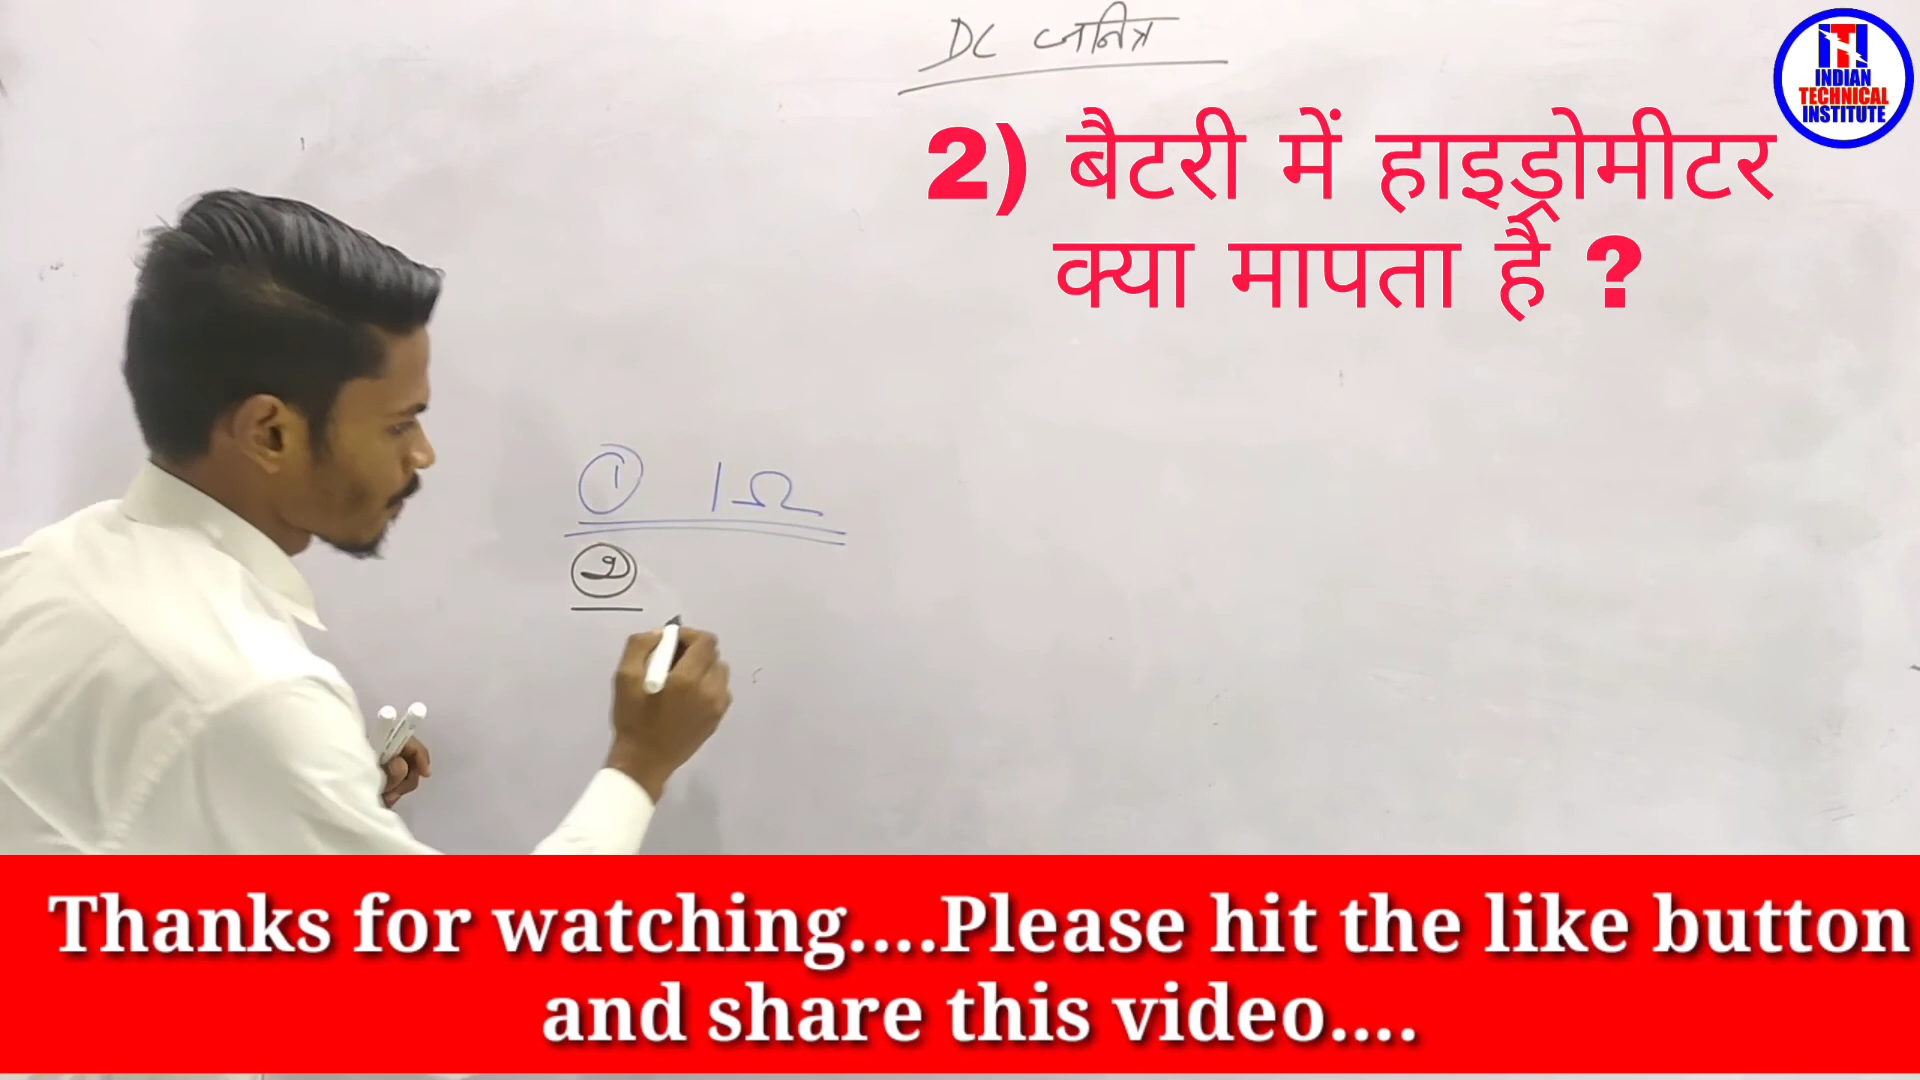 DC जनित्र
ITI
INDIAN
TECHNICAL
INSTITUTE
2) बैटरी में हाइड्रोमीटर
क्या मापता है ?
① 1Ω
②
Thanks for watching....Please hit the like button
and share this video....